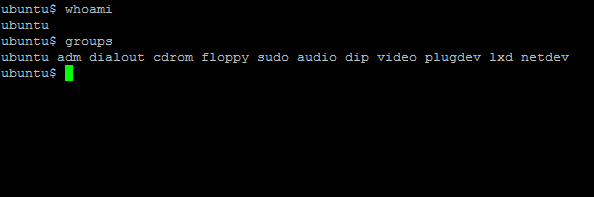 ubuntu$ whoami
ubuntu
ubuntu$ groups
ubuntu adm dialout cdrom floppy sudo audio dip video plugdev lxd netdev
ubuntu$